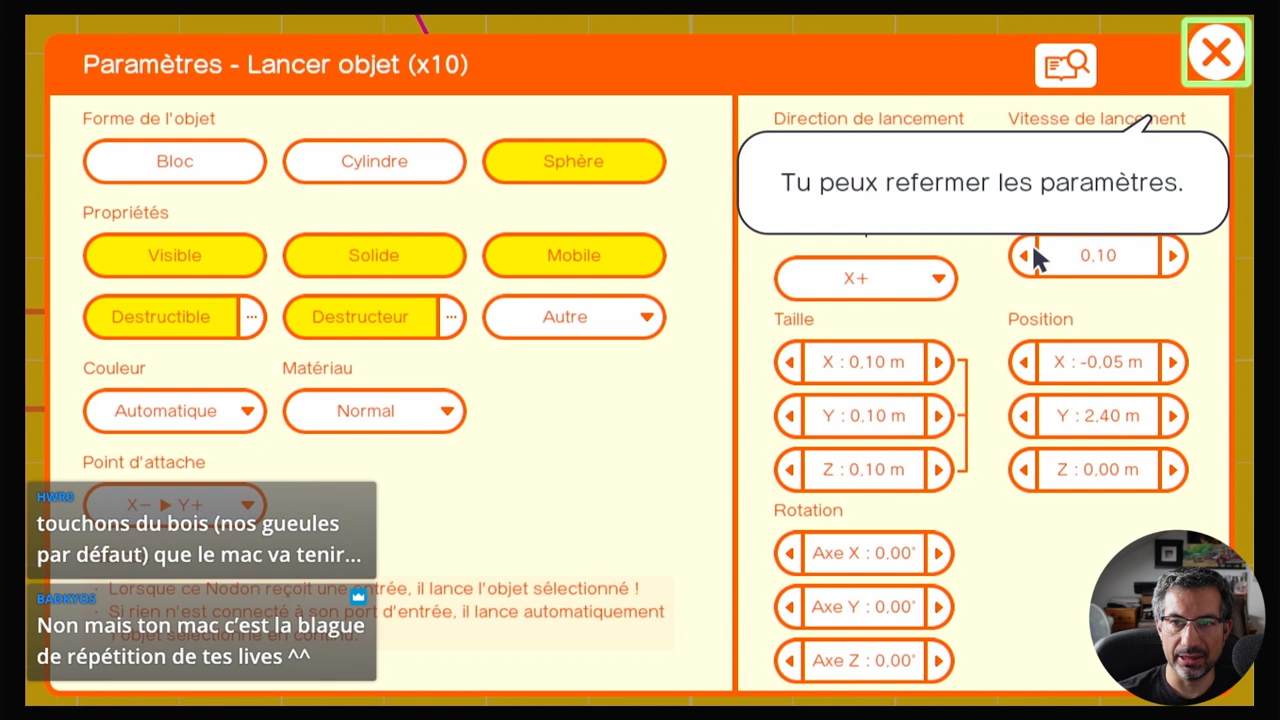 Paramètres - Lancer objet (x10)
Forme de l'objet
Bloc
Cylindre
Sphère
Propriétés
Visible
Solide
Mobile
Destructible
...
Destructeur
...
Autre
Couleur
Matériau
Automatique
Normal
Point d'attache
X- ▶ Y+
HWRO
touchons du bois (nos gueules
par défaut) que le mac va tenir...
- Lorsque ce Nodon reçoit une entrée, il lance l'objet sélectionné !
- Si rien n'est connecté à son port d'entrée, il lance automatiquement
l'objet sélectionné en continu.
BADKYOS
Non mais ton mac c'est la blague
de répétition de tes lives ^^
Direction de lancement
Vitesse de lancement
Tu peux refermer les paramètres.
X+
0,10
Taille
Position
X : 0,10 m
X : -0,05 m
Y : 0,10 m
Y : 2,40 m
Z : 0,10 m
Z : 0,00 m
Rotation
Axe X : 0,00°
Axe Y : 0,00°
Axe Z : 0,00°